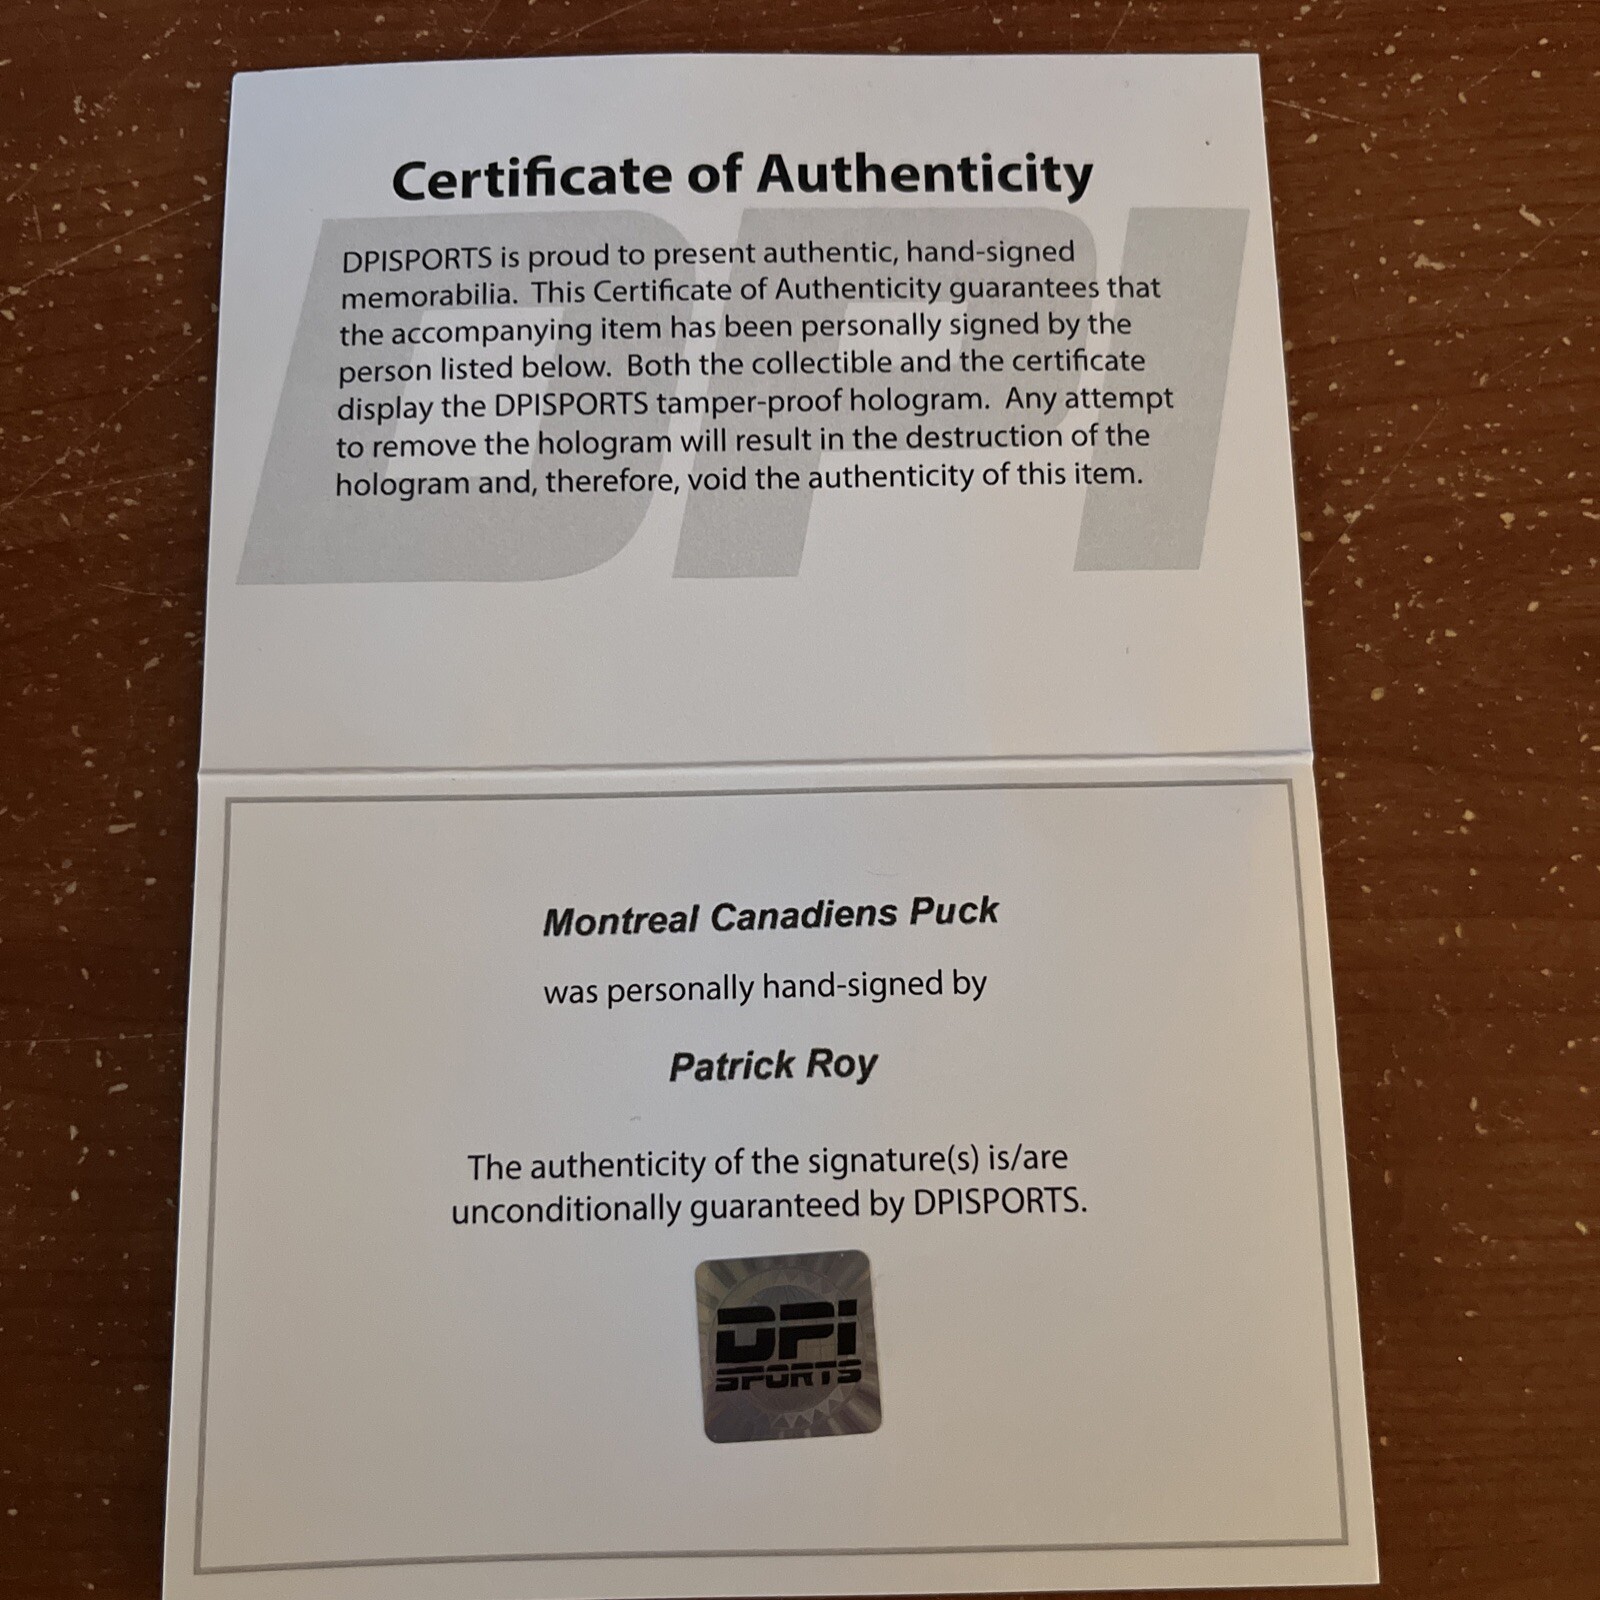 Certificate of Authenticity
DPI
DPISPORTS is proud to present authentic, hand-signed
memorabilia. This Certificate of Authenticity guarantees that
the accompanying item has been personally signed by the
person listed below. Both the collectible and the certificate
display the DPISPORTS tamper-proof hologram. Any attempt
to remove the hologram will result in the destruction of the
hologram and, therefore, void the authenticity of this item.
Montreal Canadiens Puck
was personally hand-signed by
Patrick Roy
The authenticity of the signature(s) is/are
unconditionally guaranteed by DPISPORTS.
DPI
SPORTS